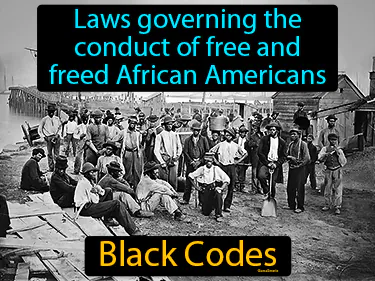 Laws governing the
conduct of free and
freed African Americans
Black Codes